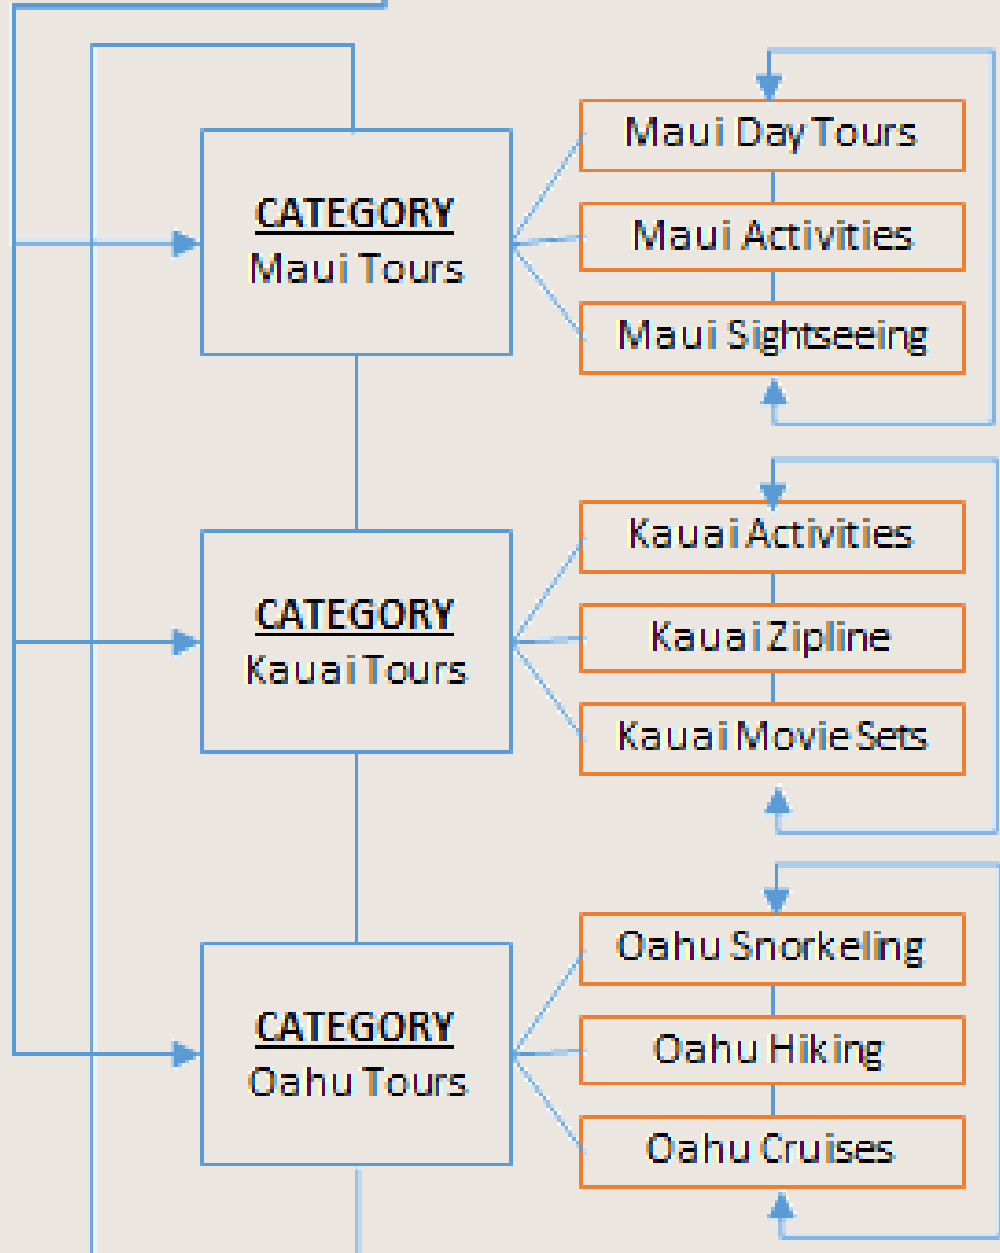 CATEGORY
Maui Tours
Maui Day Tours
Maui Activities
Maui Sightseeing
CATEGORY
Kauai Tours
Kauai Activities
Kauai Zipline
Kauai Movie Sets
CATEGORY
Oahu Tours
Oahu Snorkeling
Oahu Hiking
Oahu Cruises